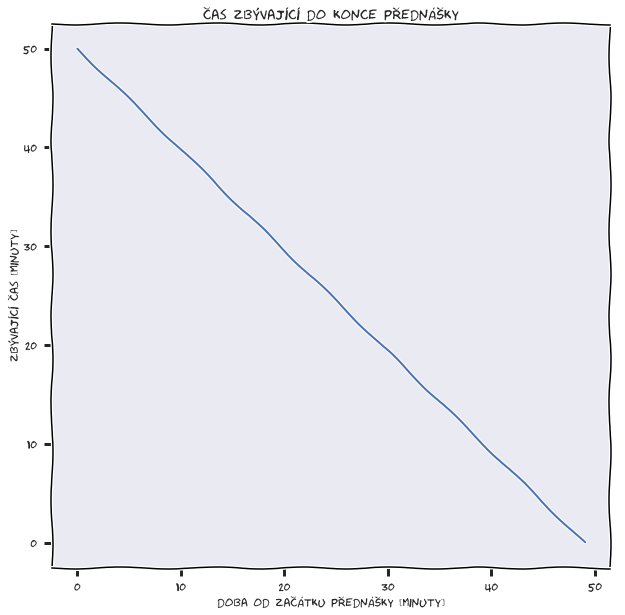 ČAS ZBÝVAJÍCÍ DO KONCE PŘEDNÁŠKY
50
40
30
20
10
0
ZBÝVAJÍCÍ ČAS [MINUTY]
0 10 20 30 40 50
DOBA OD ZAČÁTKU PŘEDNÁŠKY [MINUTY]